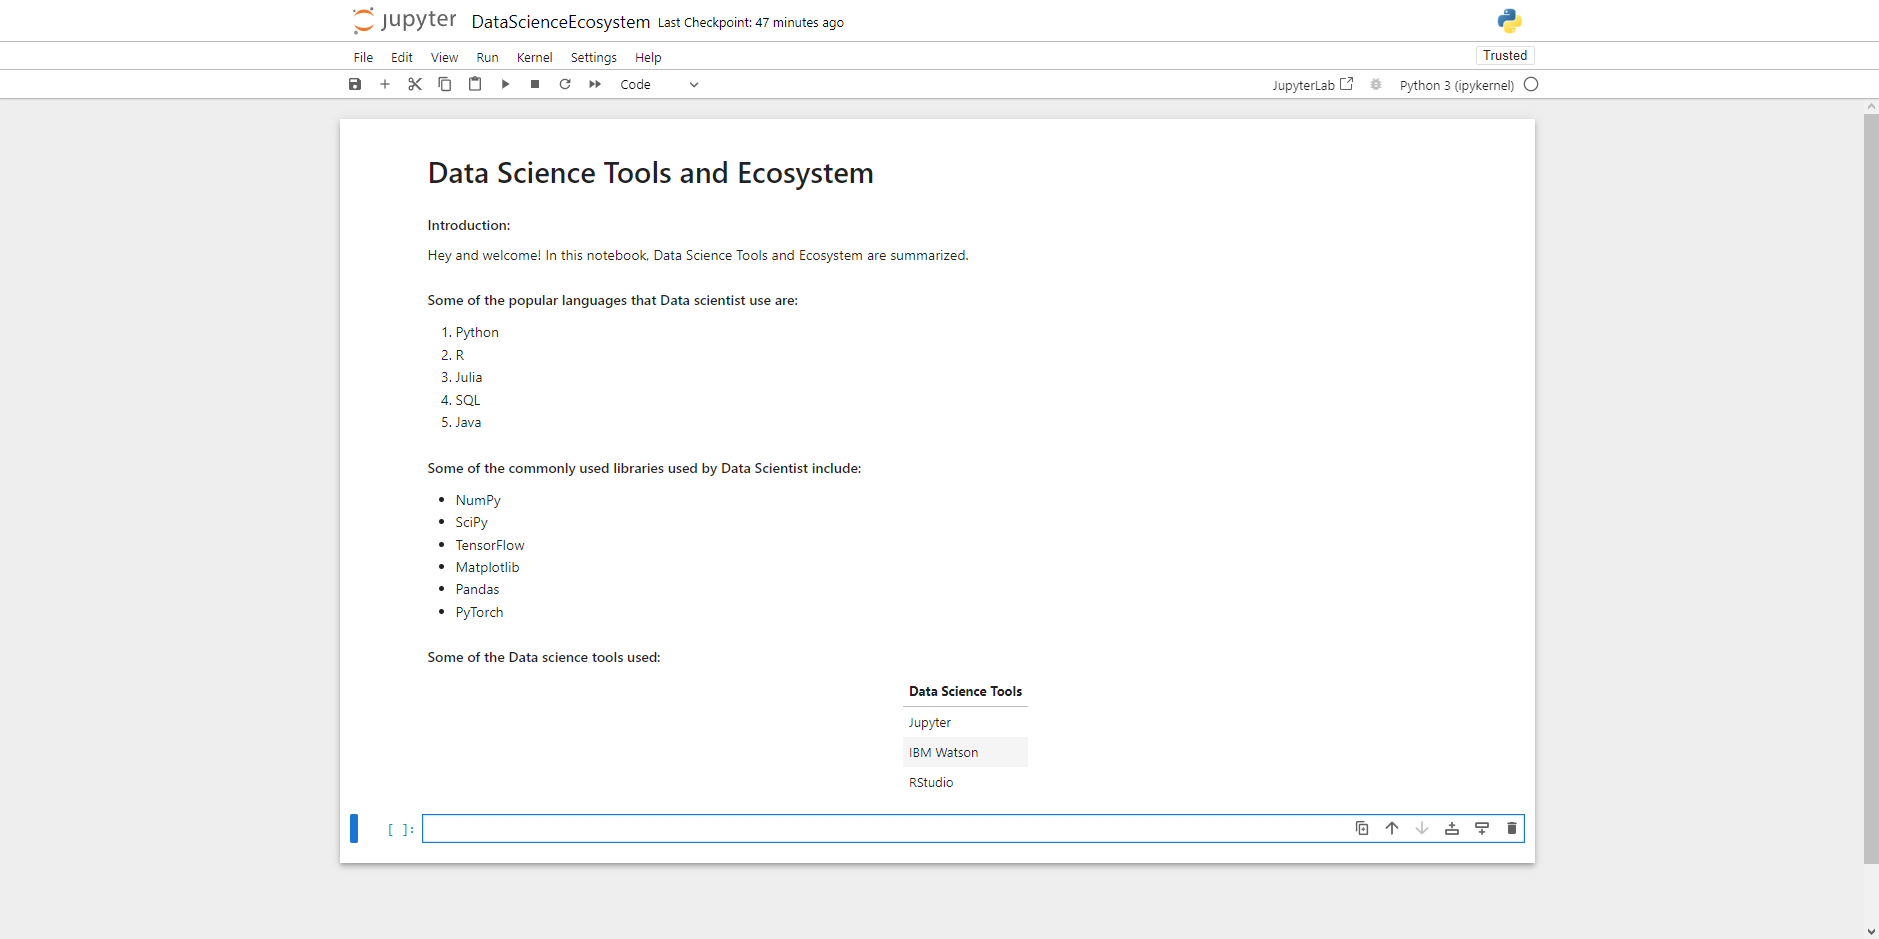 jupyter DataScienceEcosystem Last Checkpoint: 47 minutes ago
File Edit View Run Kernel Settings Help Trusted
Code JupyterLab Python 3 (ipykernel)
Data Science Tools and Ecosystem
Introduction:
Hey and welcome! In this notebook, Data Science Tools and Ecosystem are summarized.
Some of the popular languages that Data scientist use are:
1. Python
2. R
3. Julia
4. SQL
5. Java
Some of the commonly used libraries used by Data Scientist include:
• NumPy
• SciPy
• TensorFlow
• Matplotlib
• Pandas
• PyTorch
Some of the Data science tools used:
Data Science Tools
Jupyter
IBM Watson
RStudio
[ ]: